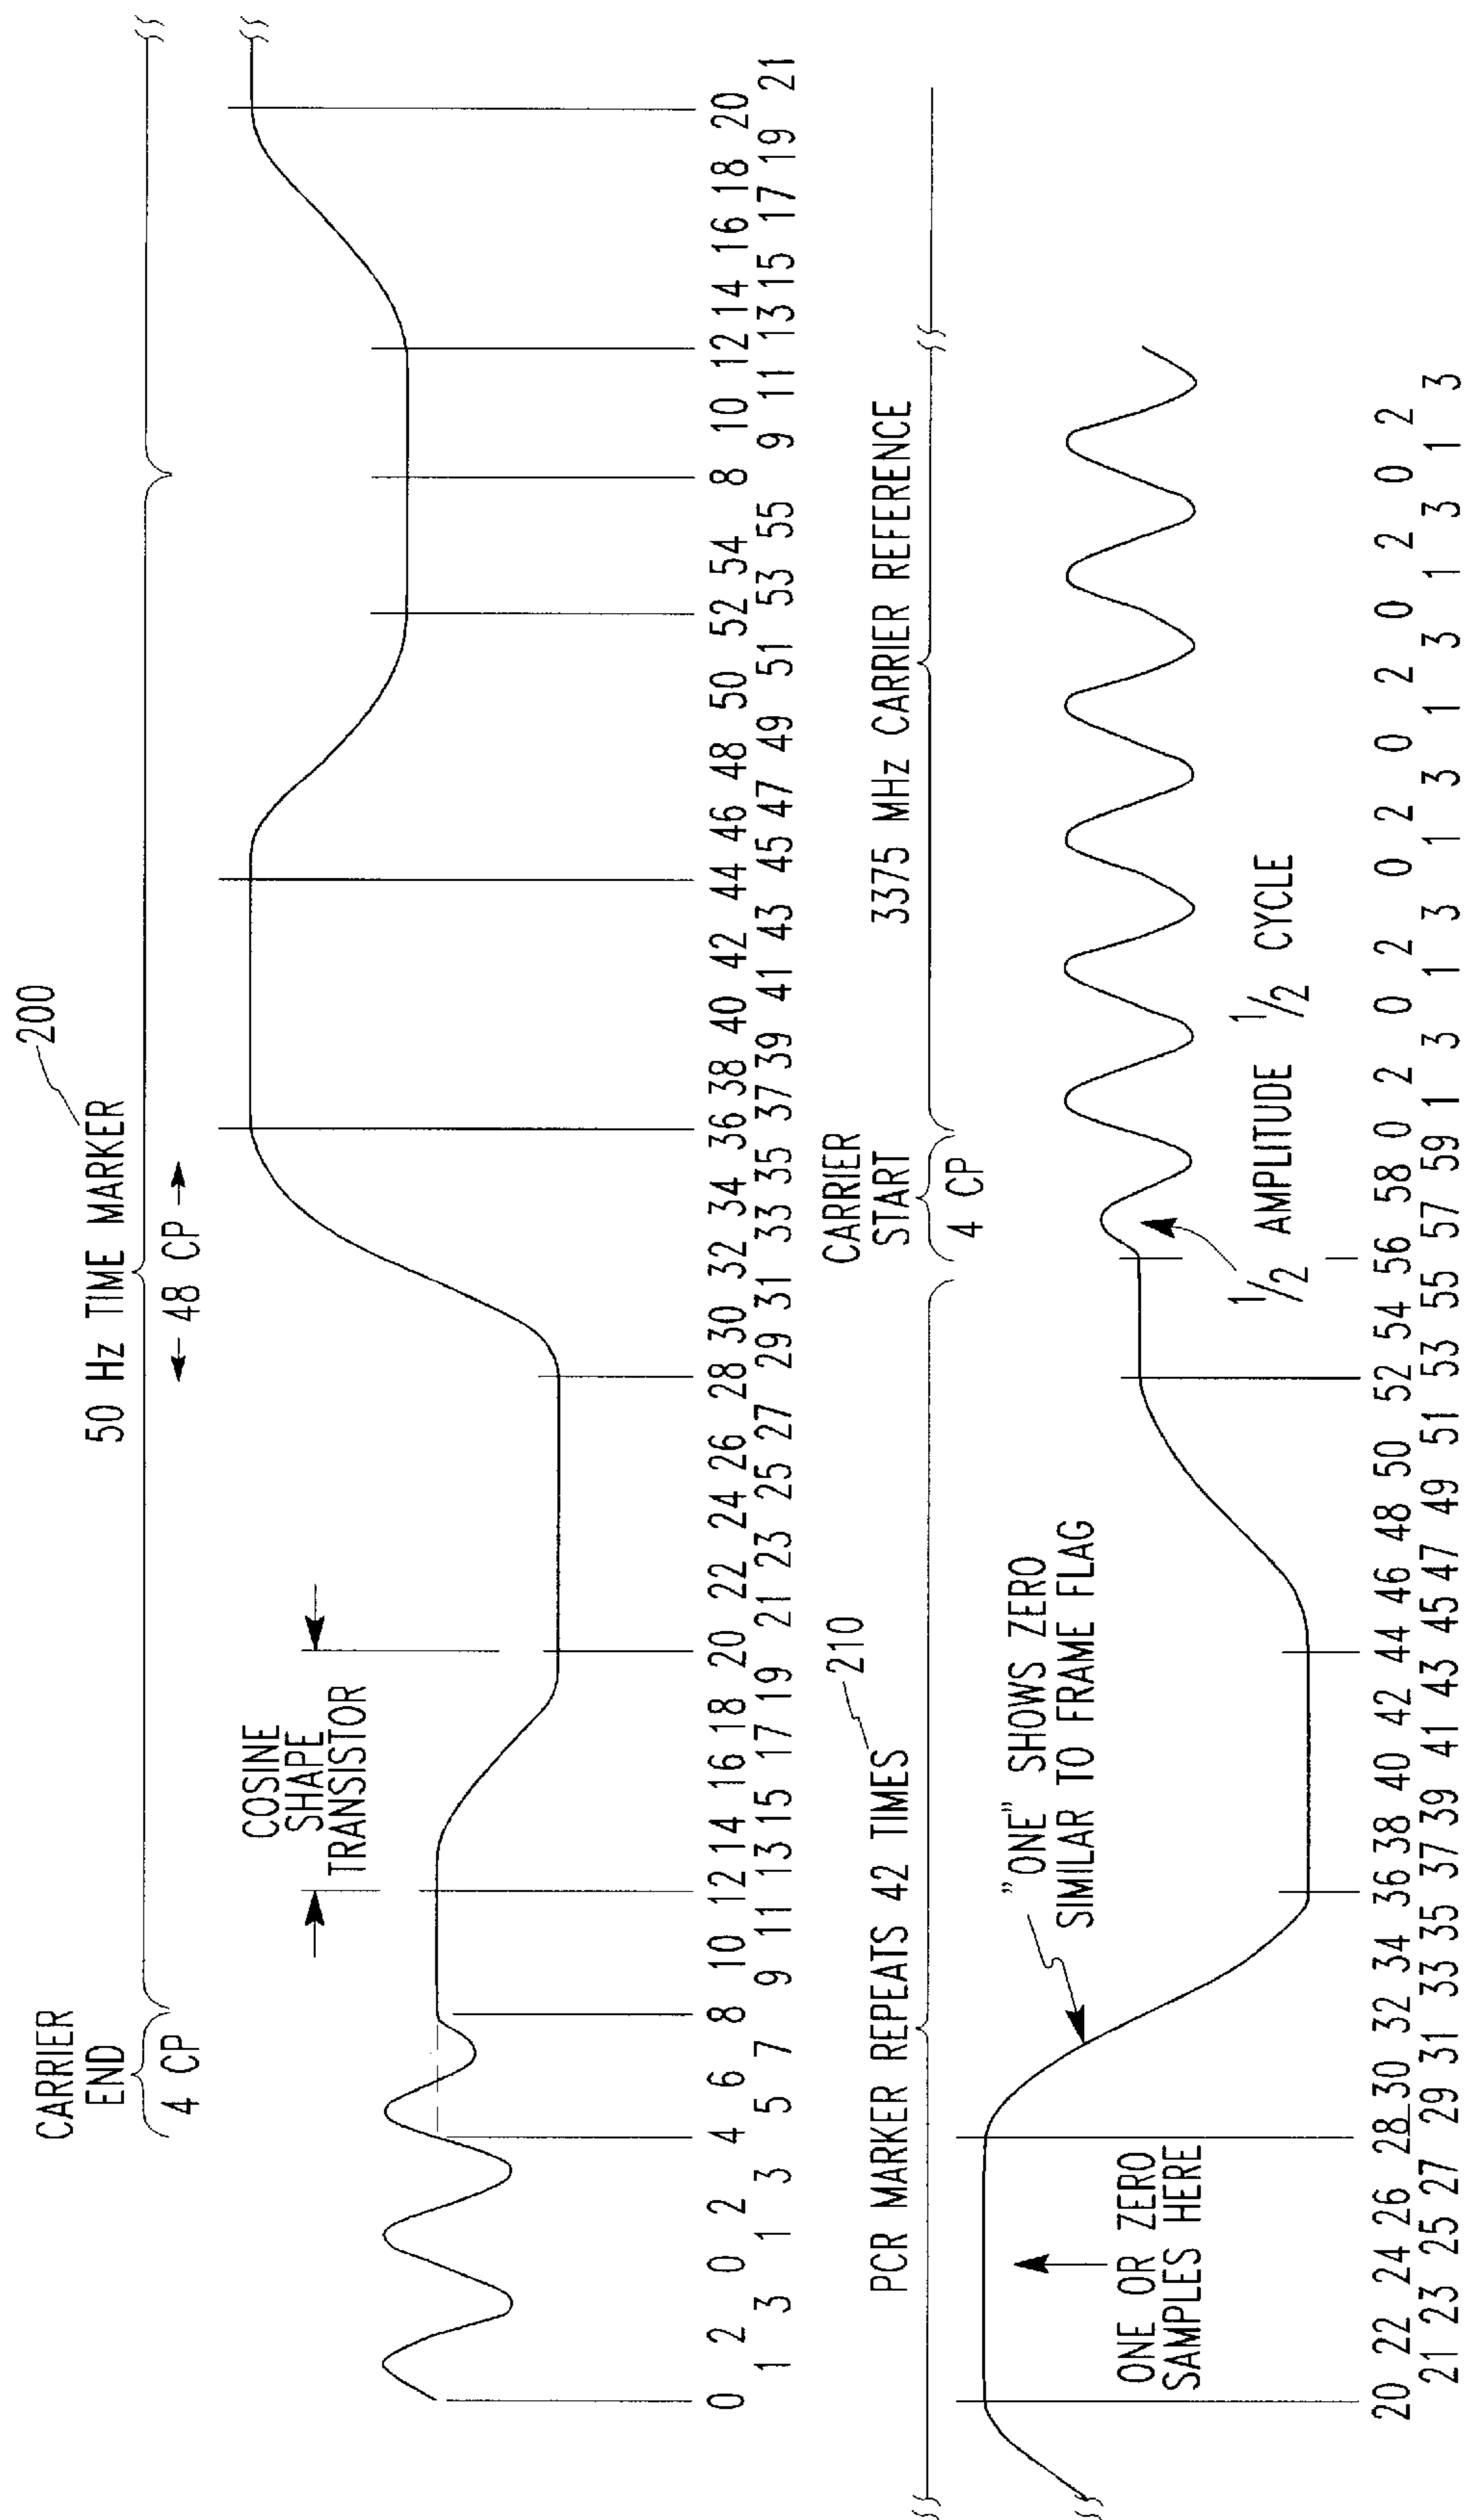 CARRIER
END
4 CP
50 Hz TIME MARKER
200
← 48 CP →
COSINE
SHAPE
TRANSISTOR
0 2 0 2 4 6 8 10 12 14 16 18 20 22 24 26 28 30 32 34 36 38 40 42 44 46 48 50 52 54 8 10 12 14 16 18 20
1 3 1 3 5 7 9 11 13 15 17 19 21 23 25 27 29 31 33 35 37 39 41 43 45 47 49 51 53 55 9 11 13 15 17 19 21
PCR MARKER REPEATS 42 TIMES
210
CARRIER
START
4 CP
3375 MHz CARRIER REFERENCE
ONE OR ZERO
SAMPLES HERE
"ONE" SHOWS ZERO
SIMILAR TO FRAME FLAG
1/2 AMPLITUDE 1/2 CYCLE
20 22 24 26 28 30 32 34 36 38 40 42 44 46 48 50 52 54 56 58 0 2 0 2 0 2 0 2 0 2 0 2
21 23 25 27 29 31 33 35 37 39 41 43 45 47 49 51 53 55 57 59 1 3 1 3 1 3 1 3 1 3 1 3